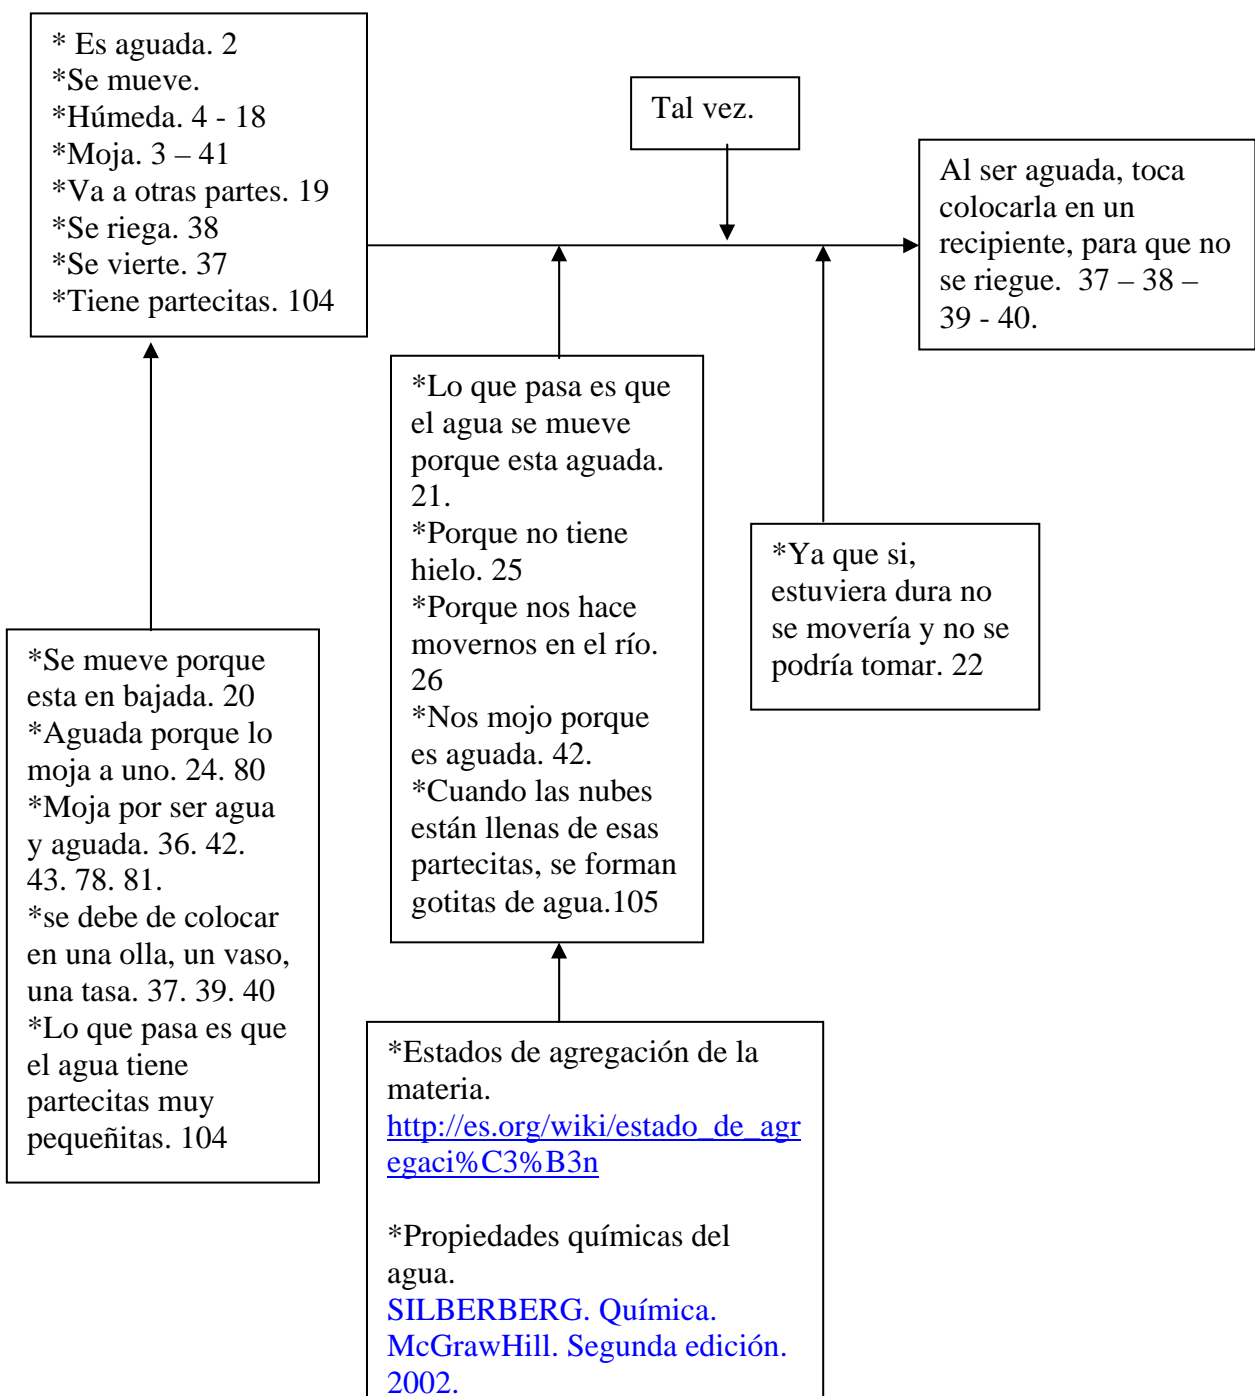 * Es aguada. 2
*Se mueve.
*Húmeda. 4 - 18
*Moja. 3 – 41
*Va a otras partes. 19
*Se riega. 38
*Se vierte. 37
*Tiene partecitas. 104
Tal vez.
Al ser aguada, toca
colocarla en un
recipiente, para que no
se riegue.  37 – 38 –
39 - 40.
*Lo que pasa es que
el agua se mueve
porque esta aguada.
21.
*Porque no tiene
hielo. 25
*Porque nos hace
movernos en el río.
26
*Nos mojo porque
es aguada. 42.
*Cuando las nubes
están llenas de esas
partecitas, se forman
gotitas de agua.105
*Ya que si,
estuviera dura no
se movería y no se
podría tomar. 22
*Se mueve porque
esta en bajada. 20
*Aguada porque lo
moja a uno. 24. 80
*Moja por ser agua
y aguada. 36. 42.
43. 78. 81.
*se debe de colocar
en una olla, un vaso,
una tasa. 37. 39. 40
*Lo que pasa es que
el agua tiene
partecitas muy
pequeñitas. 104
*Estados de agregación de la
materia.
http://es.org/wiki/estado_de_agr
egaci%C3%B3n
*Propiedades químicas del
agua.
SILBERBERG. Química.
McGrawHill. Segunda edición.
2002.